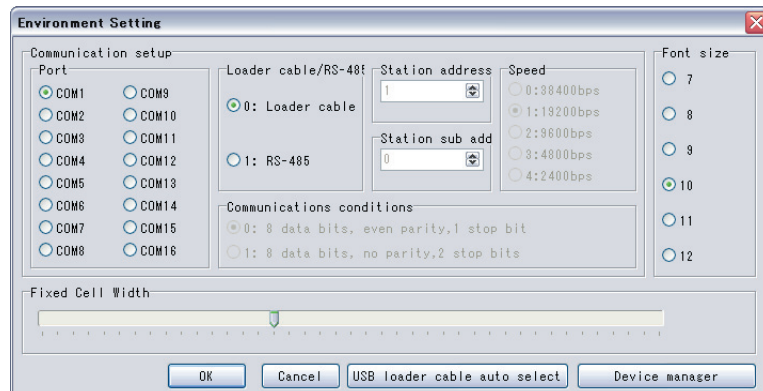 Environment Setting
Communication setup
Font size
Port
Loader cable/RS-485
Station address
Speed
COM1
COM9
COM2
COM10
COM3
COM11
COM4
COM12
COM5
COM13
COM6
COM14
COM7
COM15
COM8
COM16
0: Loader cable
1: RS-485
1
Station sub add
0
0:38400bps
1:19200bps
2:9600bps
3:4800bps
4:2400bps
Communications conditions
0: 8 data bits, even parity,1 stop bit
1: 8 data bits, no parity,2 stop bits
7
8
9
10
11
12
Fixed Cell Width
OK
Cancel
USB loader cable auto select
Device manager